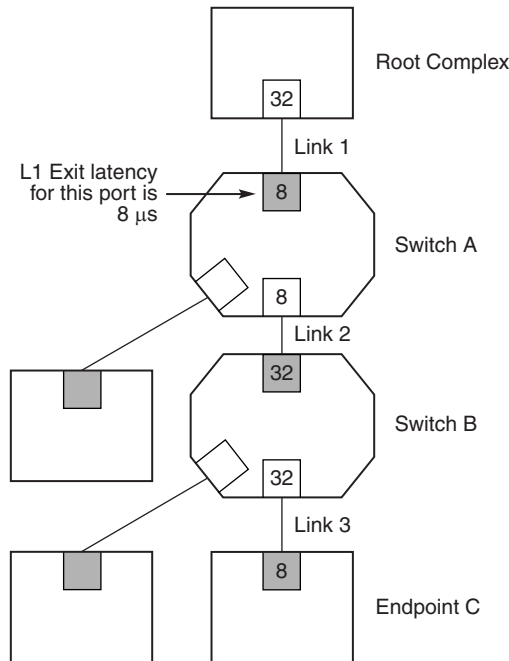 Root Complex
32
Link 1
L1 Exit latency
for this port is
8 μs
8
Switch A
8
Link 2
32
Switch B
32
Link 3
8
Endpoint C